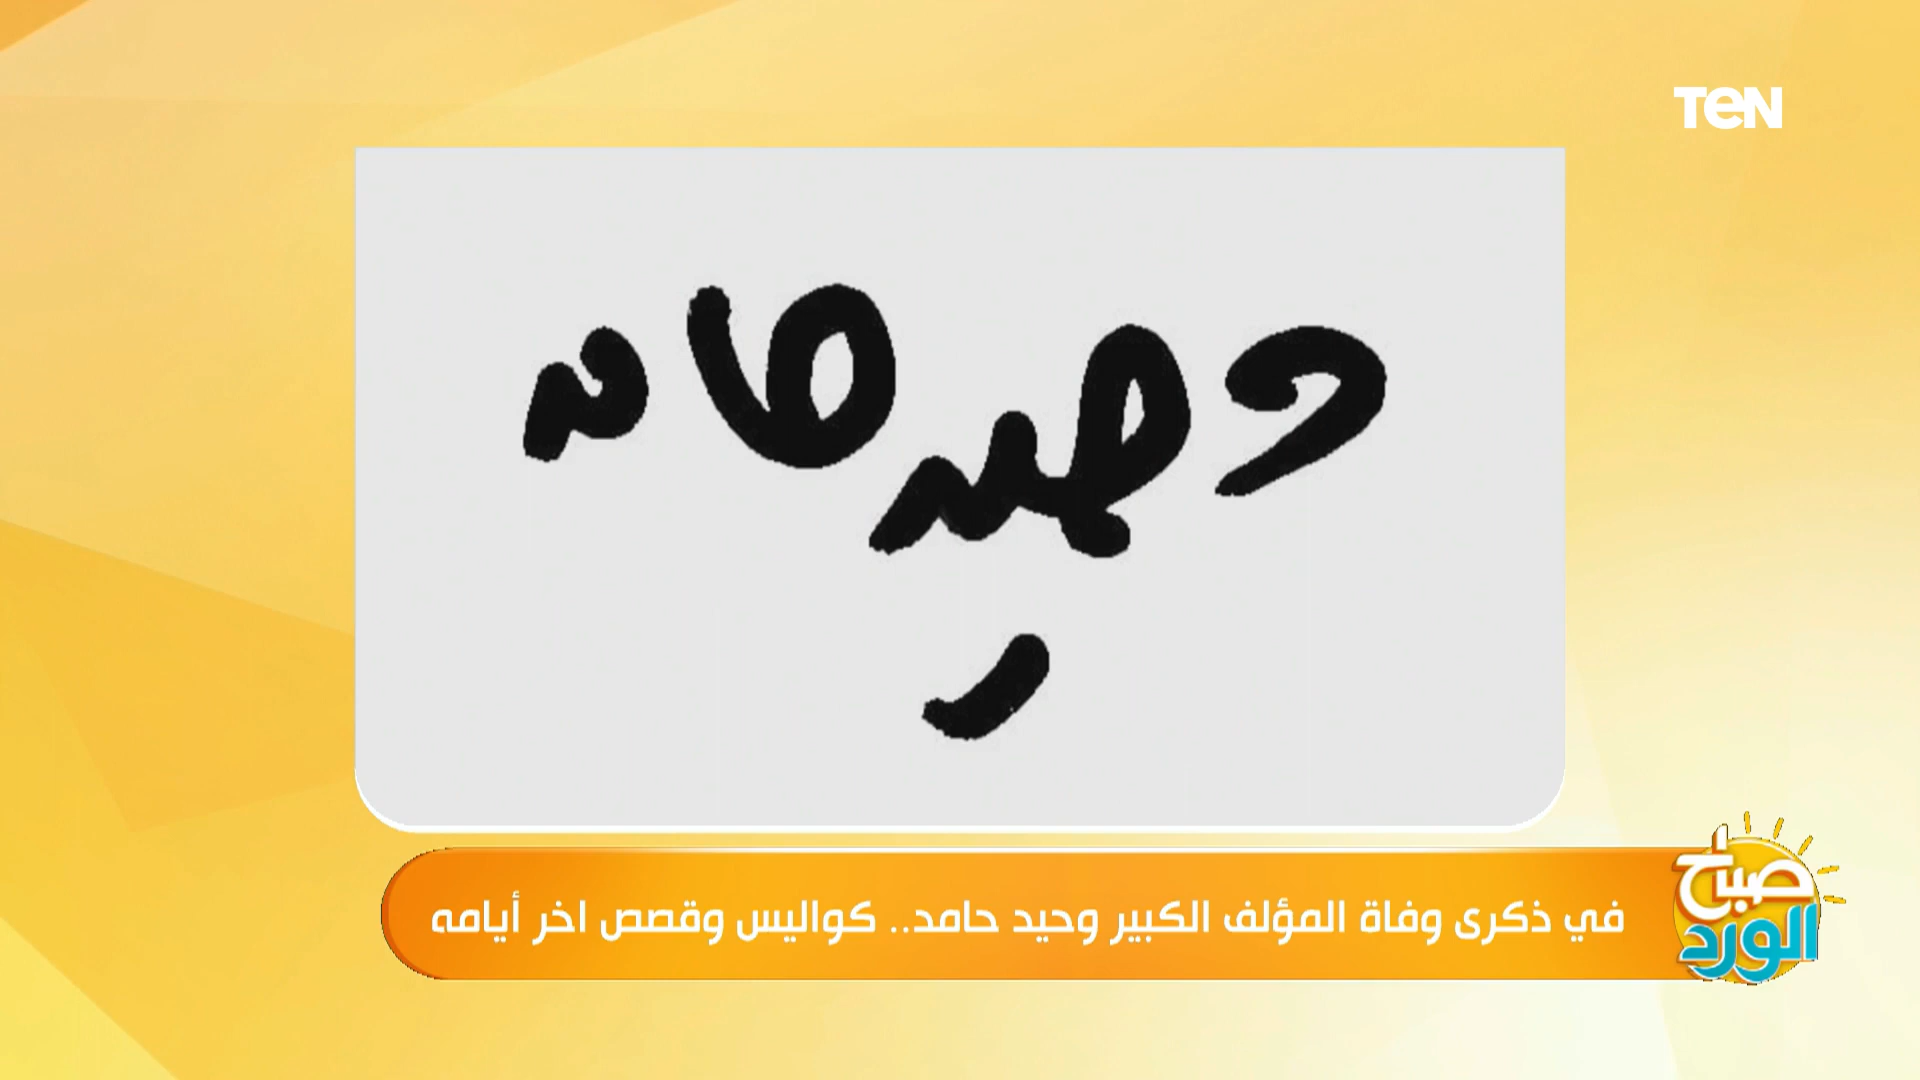 TeN
وحيد حامد
في ذكرى وفاة المؤلف الكبير وحيد حامد.. كواليس وقصص اخر أيامه
صباح
الورد